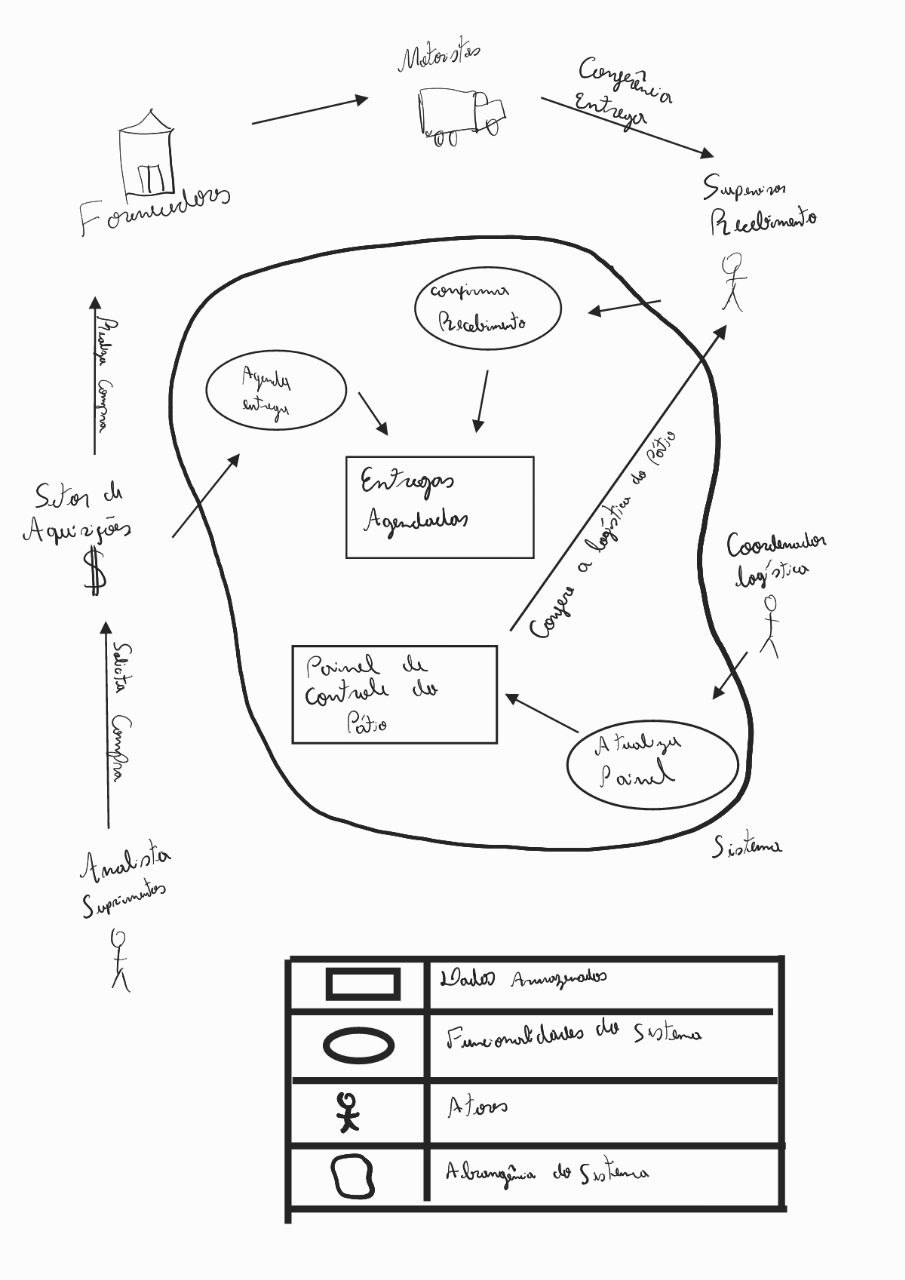 Motoristas
Conferência
Entrega
Fornecedores
Supervisor
Recebimento
confirma
Recebimento
Agenda
entrega
Realiza Compra
Entregas
Agendadas
Setor de
Aquisições
$
Confere a logística do Pátio
Coordenador
logística
Solicita Compra
Painel de
Controle do
Pátio
Atualiza
Painel
Sistema
Analista
Suprimentos
Dados Armazenados
Funcionalidades do Sistema
Atores
Abrangência do Sistema